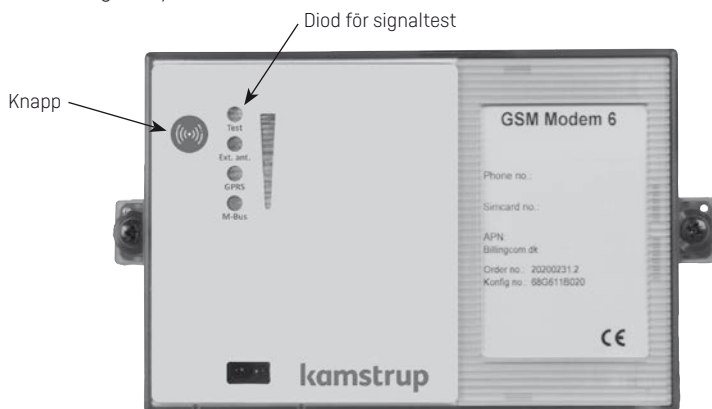 Diod för signaltest
Knapp
Test
Ext. ant.
GPRS
M-Bus
GSM Modem 6
Phone no.:
Simcard no.:
APN:
Billingcom.dk
Order no.: 20200231.2
Konfig no.: 68G611B020
CE
kamstrup